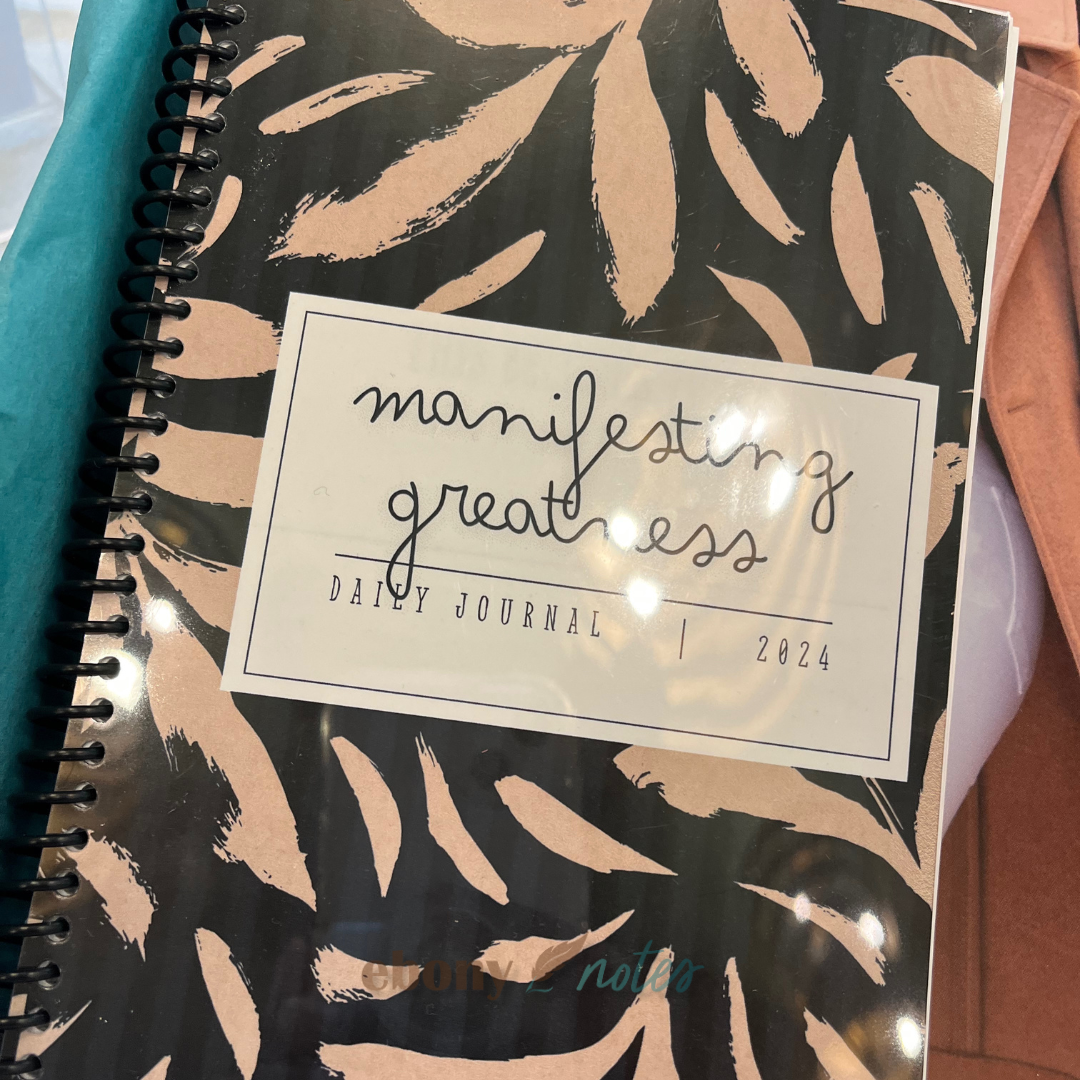 manifesting
greatness
DAILY JOURNAL | 2024
ebony notes